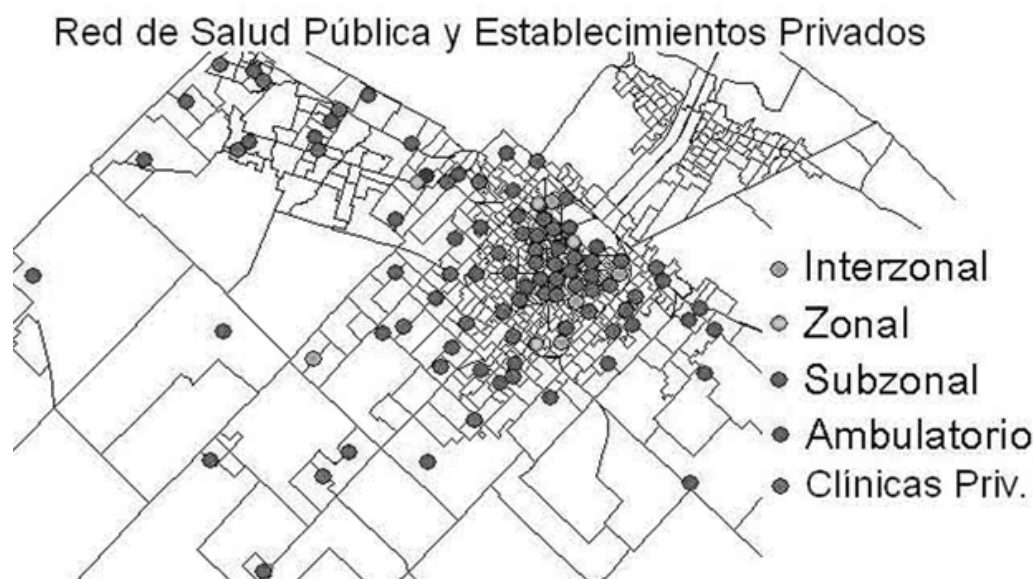 Red de Salud Pública y Establecimientos Privados
Interzonal
Zonal
Subzonal
Ambulatorio
Clínicas Priv.